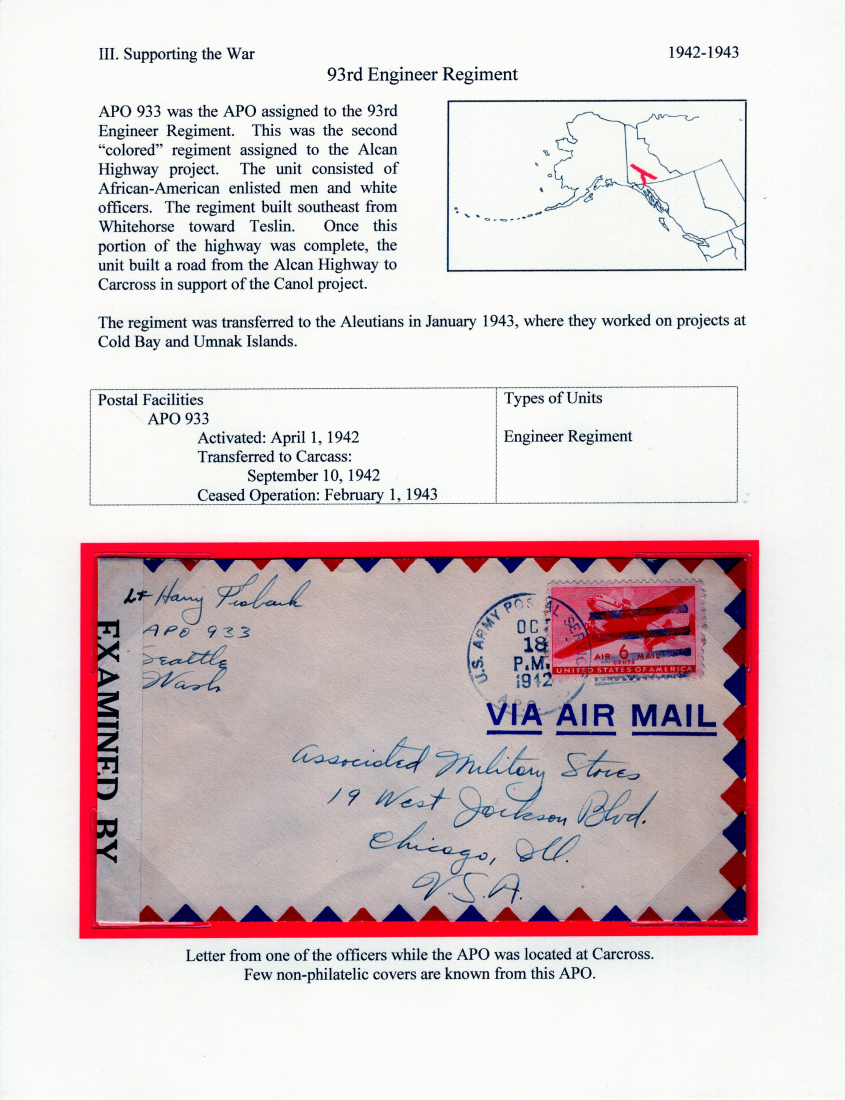 III. Supporting the War 1942-1943
93rd Engineer Regiment
APO 933 was the APO assigned to the 93rd
Engineer Regiment. This was the second
“colored” regiment assigned to the Alcan
Highway project. The unit consisted of
African-American enlisted men and white
officers. The regiment built southeast from
Whitehorse toward Teslin. Once this
portion of the highway was complete, the
unit built a road from the Alcan Highway to
Carcross in support of the Canol project.
The regiment was transferred to the Aleutians in January 1943, where they worked on projects at
Cold Bay and Umnak Islands.
Postal Facilities
APO 933
Activated: April 1, 1942
Transferred to Carcass:
September 10, 1942
Ceased Operation: February 1, 1943
Types of Units
Engineer Regiment
Lt Harry
APO 933
Seattle
Wash
EXAMINED BY
U.S. ARMY POSTAL SERVICE
OCT
18
P.M.
1942
A.P.O.
AIR 6 MAIL
CENTS
UNITED STATES OF AMERICA
VIA AIR MAIL
Associated Military Stores
19 West Jackson Blvd.
Chicago, Ill.
U.S.A.
Letter from one of the officers while the APO was located at Carcross.
Few non-philatelic covers are known from this APO.